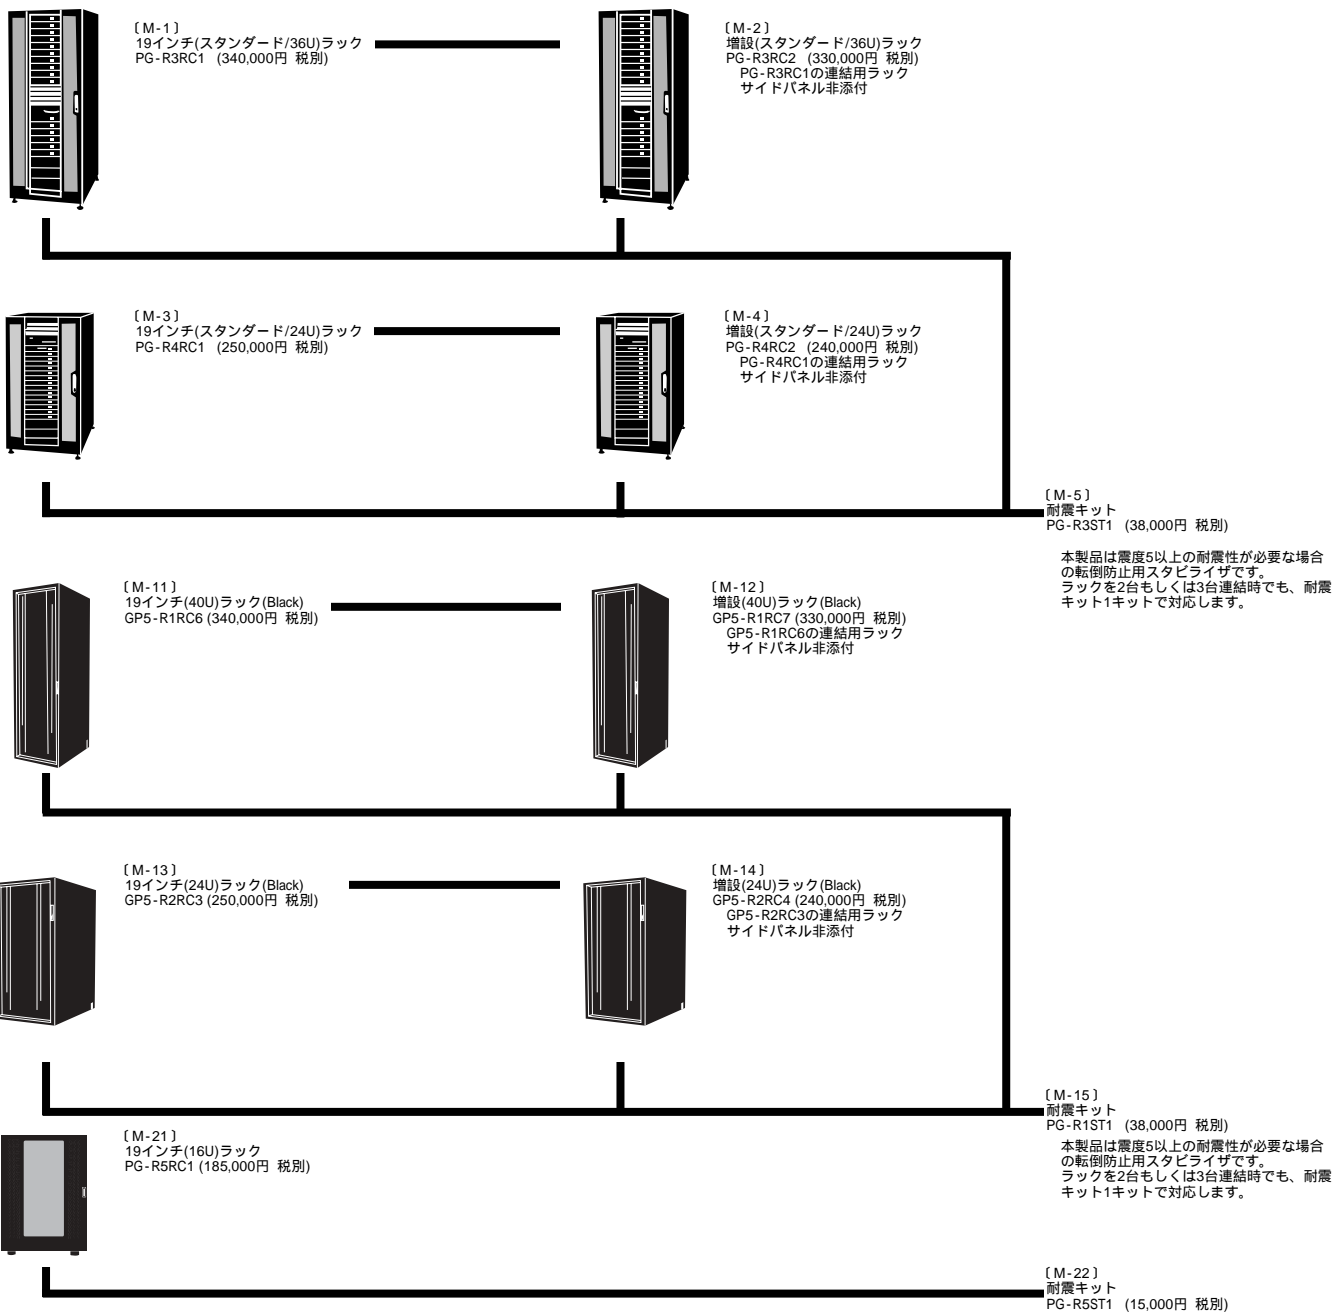 〔M-1〕
19インチ(スタンダード/36U)ラック
PG-R3RC1 (340,000円 税別)
〔M-2〕
増設(スタンダード/36U)ラック
PG-R3RC2 (330,000円 税別)
PG-R3RC1の連結用ラック
サイドパネル非添付
〔M-3〕
19インチ(スタンダード/24U)ラック
PG-R4RC1 (250,000円 税別)
〔M-4〕
増設(スタンダード/24U)ラック
PG-R4RC2 (240,000円 税別)
PG-R4RC1の連結用ラック
サイドパネル非添付
〔M-5〕
耐震キット
PG-R3ST1 (38,000円 税別)
本製品は震度5以上の耐震性が必要な場合
の転倒防止用スタビライザです。
ラックを2台もしくは3台連結時でも、耐震
キット1キットで対応します。
〔M-11〕
19インチ(40U)ラック(Black)
GP5-R1RC6 (340,000円 税別)
〔M-12〕
増設(40U)ラック(Black)
GP5-R1RC7 (330,000円 税別)
GP5-R1RC6の連結用ラック
サイドパネル非添付
〔M-13〕
19インチ(24U)ラック(Black)
GP5-R2RC3 (250,000円 税別)
〔M-14〕
増設(24U)ラック(Black)
GP5-R2RC4 (240,000円 税別)
GP5-R2RC3の連結用ラック
サイドパネル非添付
〔M-15〕
耐震キット
PG-R1ST1 (38,000円 税別)
本製品は震度5以上の耐震性が必要な場合
の転倒防止用スタビライザです。
ラックを2台もしくは3台連結時でも、耐震
キット1キットで対応します。
〔M-21〕
19インチ(16U)ラック
PG-R5RC1 (185,000円 税別)
〔M-22〕
耐震キット
PG-R5ST1 (15,000円 税別)